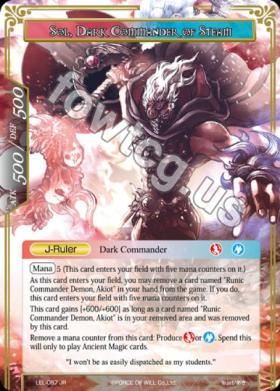 Sol, Dark Commander of Steam
fowtcg.us
ATK 500 / DEF 500
J-Ruler Dark Commander
Mana 5 (This card enters your field with five mana counters on it.)
As this card enters your field, you may remove a card named "Runic
Commander Demon, Akiot" in your hand from the game. If you do,
this card enters your field with five mana counters on it.
This card gains [+600/+600] as long as a card named "Runic
Commander Demon, Akiot" is in your removed area and removed
by this card.
Remove a mana counter from this card: Produce or . Spend this
will only to play Ancient Magic cards.
"I won't be as easily dispatched as my students."
LEL-067 JR
©FORCE OF WILL Co.,Ltd.